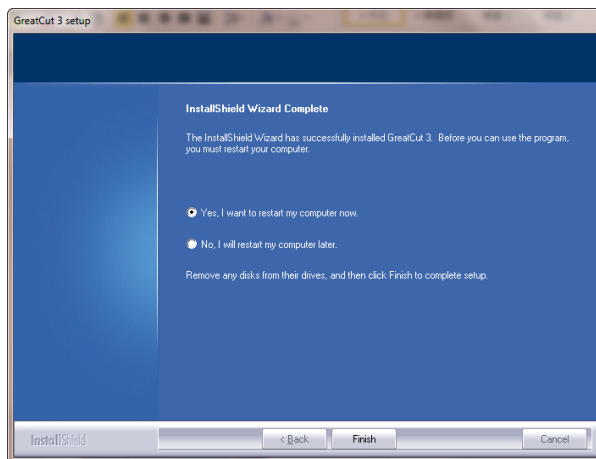 GreatCut 3 setup
InstallShield Wizard Complete
The InstallShield Wizard has successfully installed GreatCut 3. Before you can use the program,
you must restart your computer.
Yes, I want to restart my computer now.
No, I will restart my computer later.
Remove any disks from their drives, and then click Finish to complete setup.
InstallShield
< Back
Finish
Cancel